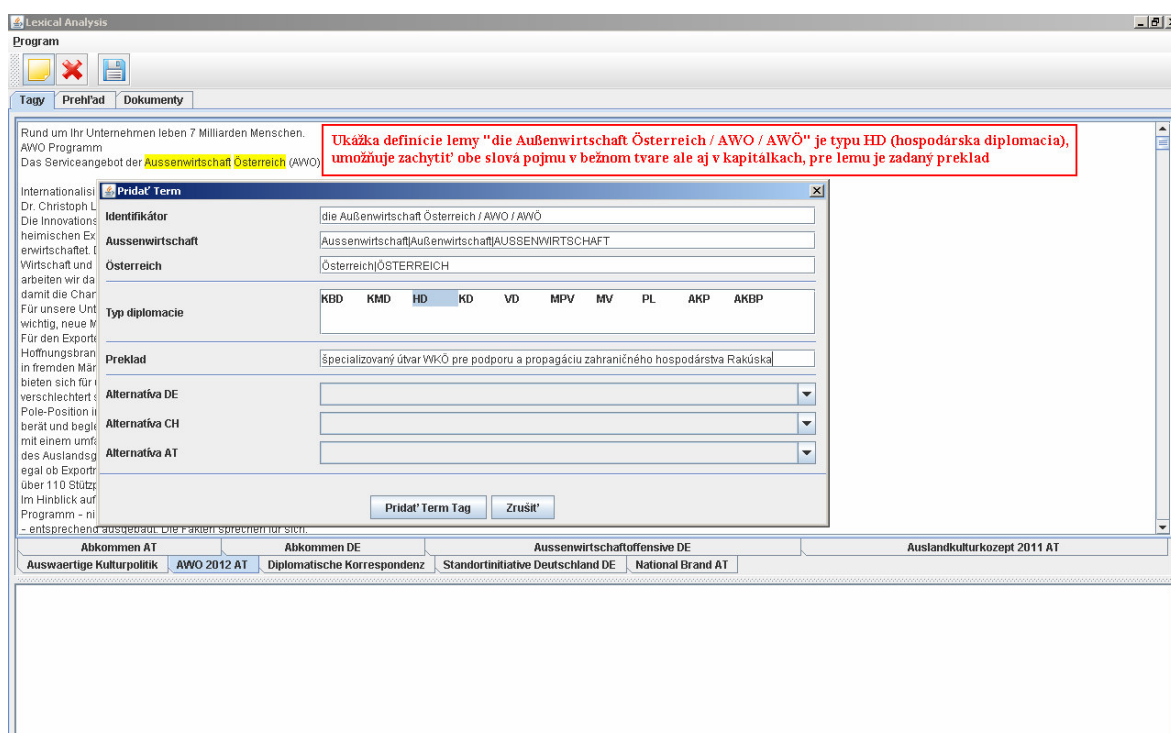 Lexical Analysis
Program
Tagy Prehľad Dokumenty
Rund um Ihr Unternehmen leben 7 Milliarden Menschen.
AWO Programm
Das Serviceangebot der Aussenwirtschaft Österreich (AWO)
Ukážka definície lemy "die Außenwirtschaft Österreich / AWO / AWÖ" je typu HD (hospodárska diplomacia),
umožňuje zachytiť obe slová pojmu v bežnom tvare ale aj v kapitálkach, pre lemu je zadaný preklad
Internationalisi
Dr. Christoph L
Die Innovations
heimischen Ex
erwirtschaftet. D
Wirtschaft und
arbeiten wir da
damit die Char
Für unsere Unt
wichtig, neue M
Für den Exporte
Hoffnungsbran
in fremden Mär
bieten sich für u
verschlechtert s
Pole-Position in
berät und begle
mit einem umfa
des Auslandsg
egal ob Exportn
über 110 Stützp
Im Hinblick auf
Programm - ni
- entsprechend ausgebaut. Die Fakten sprechen für sich.
Pridať Term
Identifikátor die Außenwirtschaft Österreich / AWO / AWÖ
Aussenwirtschaft Aussenwirtschaft|Außenwirtschaft|AUSSENWIRTSCHAFT
Österreich Österreich|ÖSTERREICH
Typ diplomacie KBD KMD HD KD VD MPV MV PL AKP AKBP
Preklad špecializovaný útvar WKÖ pre podporu a propagáciu zahraničného hospodárstva Rakúska
Alternatíva DE
Alternatíva CH
Alternatíva AT
Pridať Term Tag Zrušiť
Abkommen AT Abkommen DE Aussenwirtschaftoffensive DE Auslandkulturkozept 2011 AT
Auswaertige Kulturpolitik AWO 2012 AT Diplomatische Korrespondenz Standortinitiative Deutschland DE National Brand AT